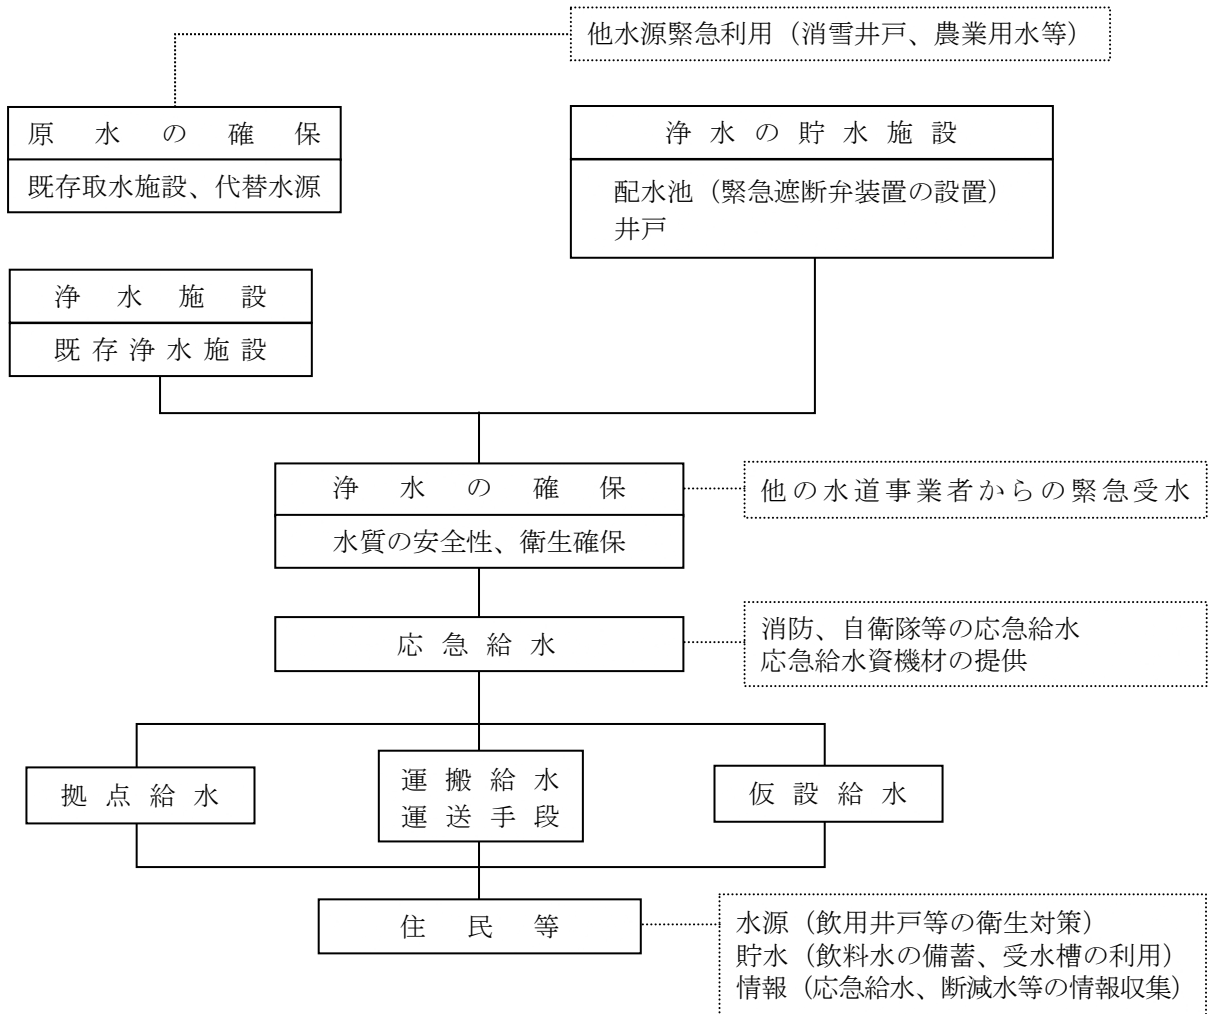 他水源緊急利用（消雪井戸、農業用水等）
原水の確保
既存取水施設、代替水源
浄水の貯水施設
配水池（緊急遮断弁装置の設置）
井戸
浄水施設
既存浄水施設
浄水の確保
水質の安全性、衛生確保
他の水道事業者からの緊急受水
応急給水
消防、自衛隊等の応急給水
応急給水資機材の提供
拠点給水
運搬給水
運送手段
仮設給水
住民等
水源（飲用井戸等の衛生対策）
貯水（飲料水の備蓄、受水槽の利用）
情報（応急給水、断減水等の情報収集）